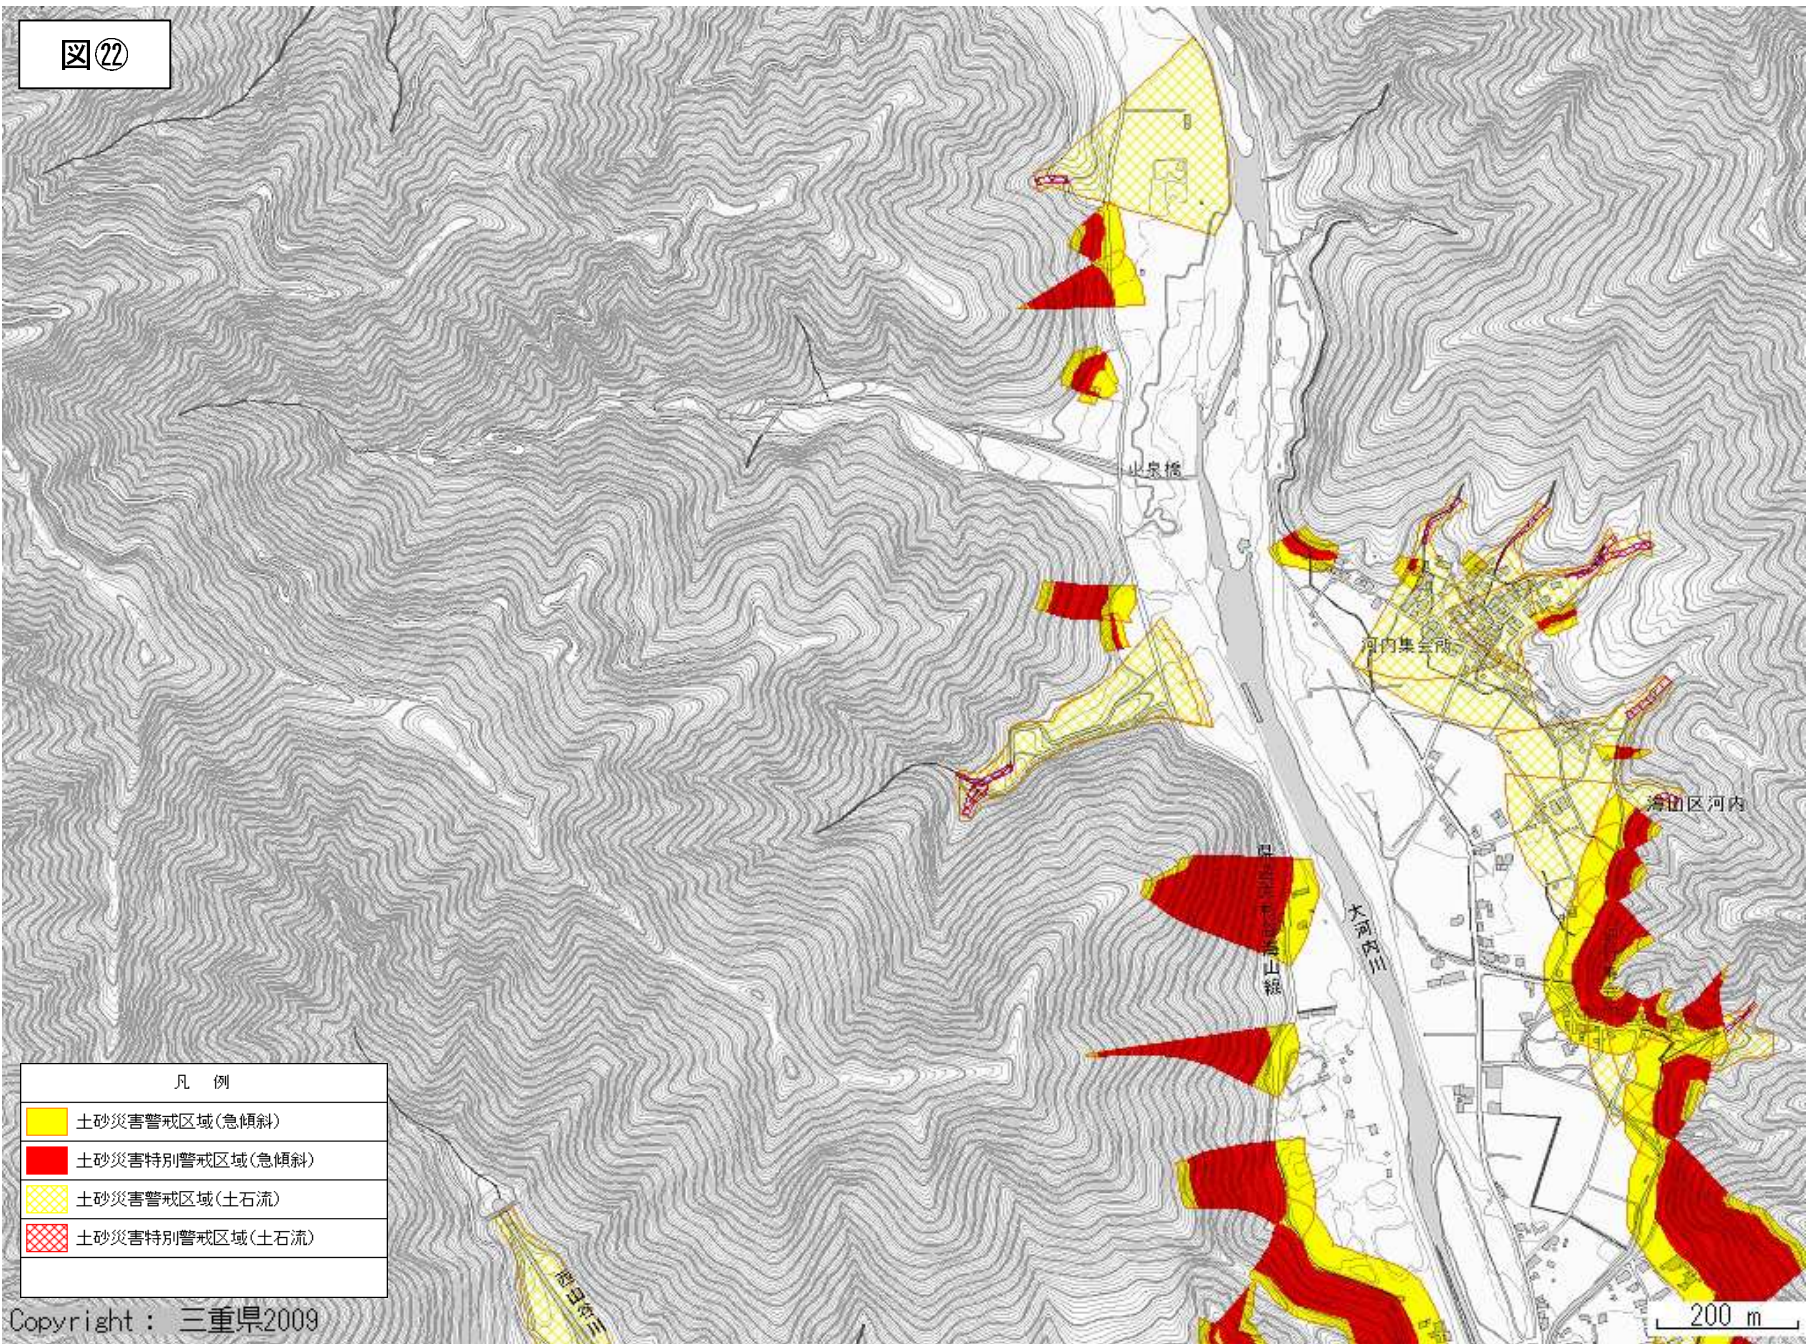 図㉒
小泉橋
河内集会所
海山区河内
大河内川
凡 例
土砂災害警戒区域(急傾斜)
土砂災害特別警戒区域(急傾斜)
土砂災害警戒区域(土石流)
土砂災害特別警戒区域(土石流)
Copyright : 三重県2009
200 m